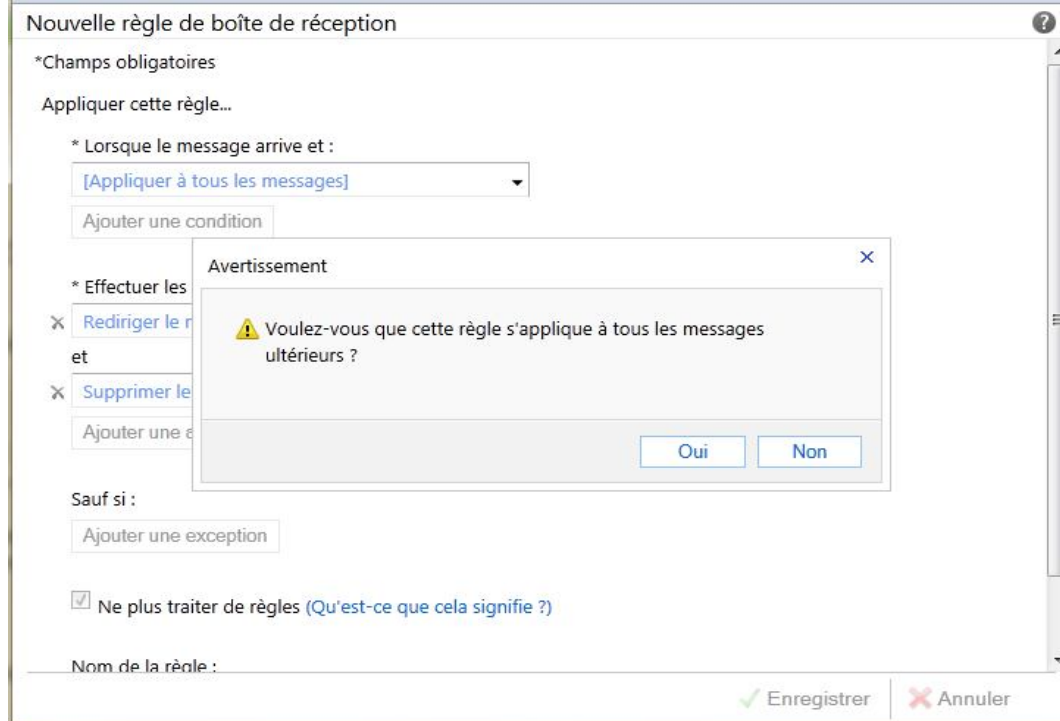 Nouvelle règle de boîte de réception
*Champs obligatoires
Appliquer cette règle...
* Lorsque le message arrive et :
[Appliquer à tous les messages]
Ajouter une condition
Avertissement
* Effectuer les
Rediriger le
Voulez-vous que cette règle s'applique à tous les messages
ultérieurs ?
et
Supprimer le
Ajouter une
Oui Non
Sauf si :
Ajouter une exception
Ne plus traiter de règles (Qu'est-ce que cela signifie ?)
Nom de la règle :
Enregistrer Annuler